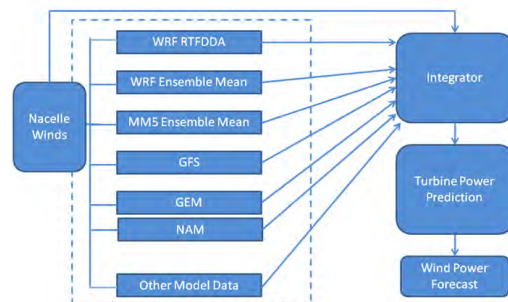 WRF RTFDDA
WRF Ensemble Mean
MM5 Ensemble Mean
GFS
GEM
NAM
Other Model Data
Nacelle
Winds
Integrator
Turbine Power
Prediction
Wind Power
Forecast